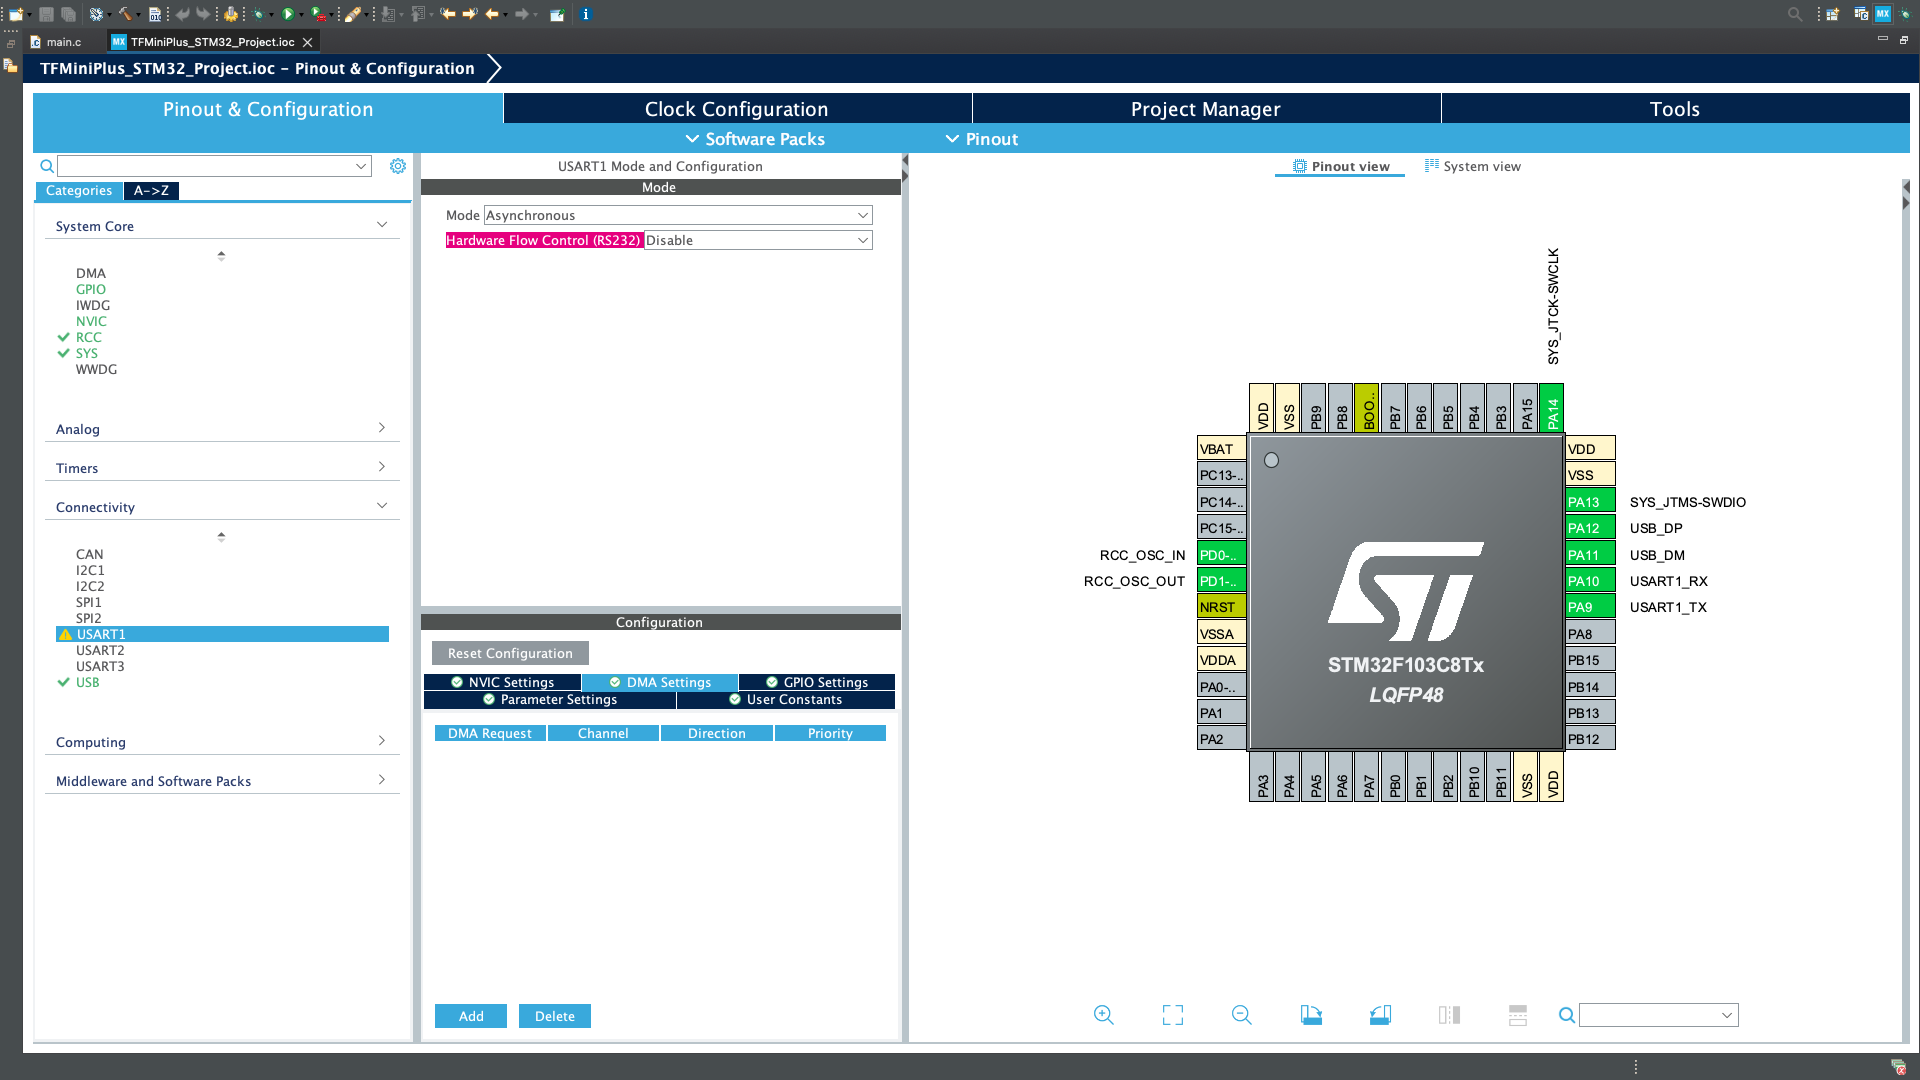 main.c
MX TFMiniPlus_STM32_Project.ioc
MX
TFMiniPlus_STM32_Project.ioc - Pinout & Configuration
Pinout & Configuration
Clock Configuration
Project Manager
Tools
Software Packs
Pinout
Categories
A->Z
System Core
DMA
GPIO
IWDG
NVIC
RCC
SYS
WWDG
Analog
Timers
Connectivity
CAN
I2C1
I2C2
SPI1
SPI2
USART1
USART2
USART3
USB
Computing
Middleware and Software Packs
USART1 Mode and Configuration
Mode
Mode Asynchronous
Hardware Flow Control (RS232) Disable
Configuration
Reset Configuration
NVIC Settings
DMA Settings
GPIO Settings
Parameter Settings
User Constants
DMA Request
Channel
Direction
Priority
Add
Delete
Pinout view
System view
SYS_JTCK-SWCLK
VDD
VSS
PB9
PB8
BOO..
PB7
PB6
PB5
PB4
PB3
PA15
PA14
VBAT
PC13-..
PC14-..
PC15-..
RCC_OSC_IN PD0-..
RCC_OSC_OUT PD1-..
NRST
VSSA
VDDA
PA0-..
PA1
PA2
VDD
VSS
PA13 SYS_JTMS-SWDIO
PA12 USB_DP
PA11 USB_DM
PA10 USART1_RX
PA9 USART1_TX
PA8
PB15
PB14
PB13
PB12
ST
STM32F103C8Tx
LQFP48
PA3
PA4
PA5
PA6
PA7
PB0
PB1
PB2
PB10
PB11
VSS
VDD